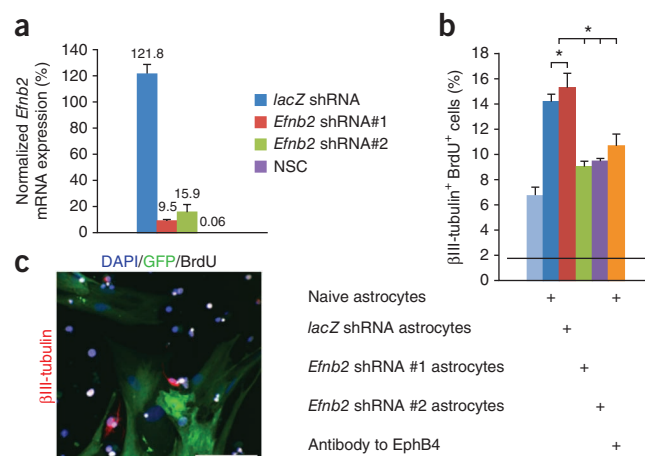 a
Normalized Efnb2
mRNA expression (%)
140
120
100
80
60
40
20
0
121.8
9.5
15.9
0.06
lacZ shRNA
Efnb2 shRNA#1
Efnb2 shRNA#2
NSC
b
βIII-tubulin+ BrdU+ cells (%)
18
16
14
12
10
8
6
4
2
0
*
*
Naive astrocytes + +
lacZ shRNA astrocytes +
Efnb2 shRNA #1 astrocytes +
Efnb2 shRNA #2 astrocytes +
Antibody to EphB4 +
c
DAPI/GFP/BrdU
βIII-tubulin